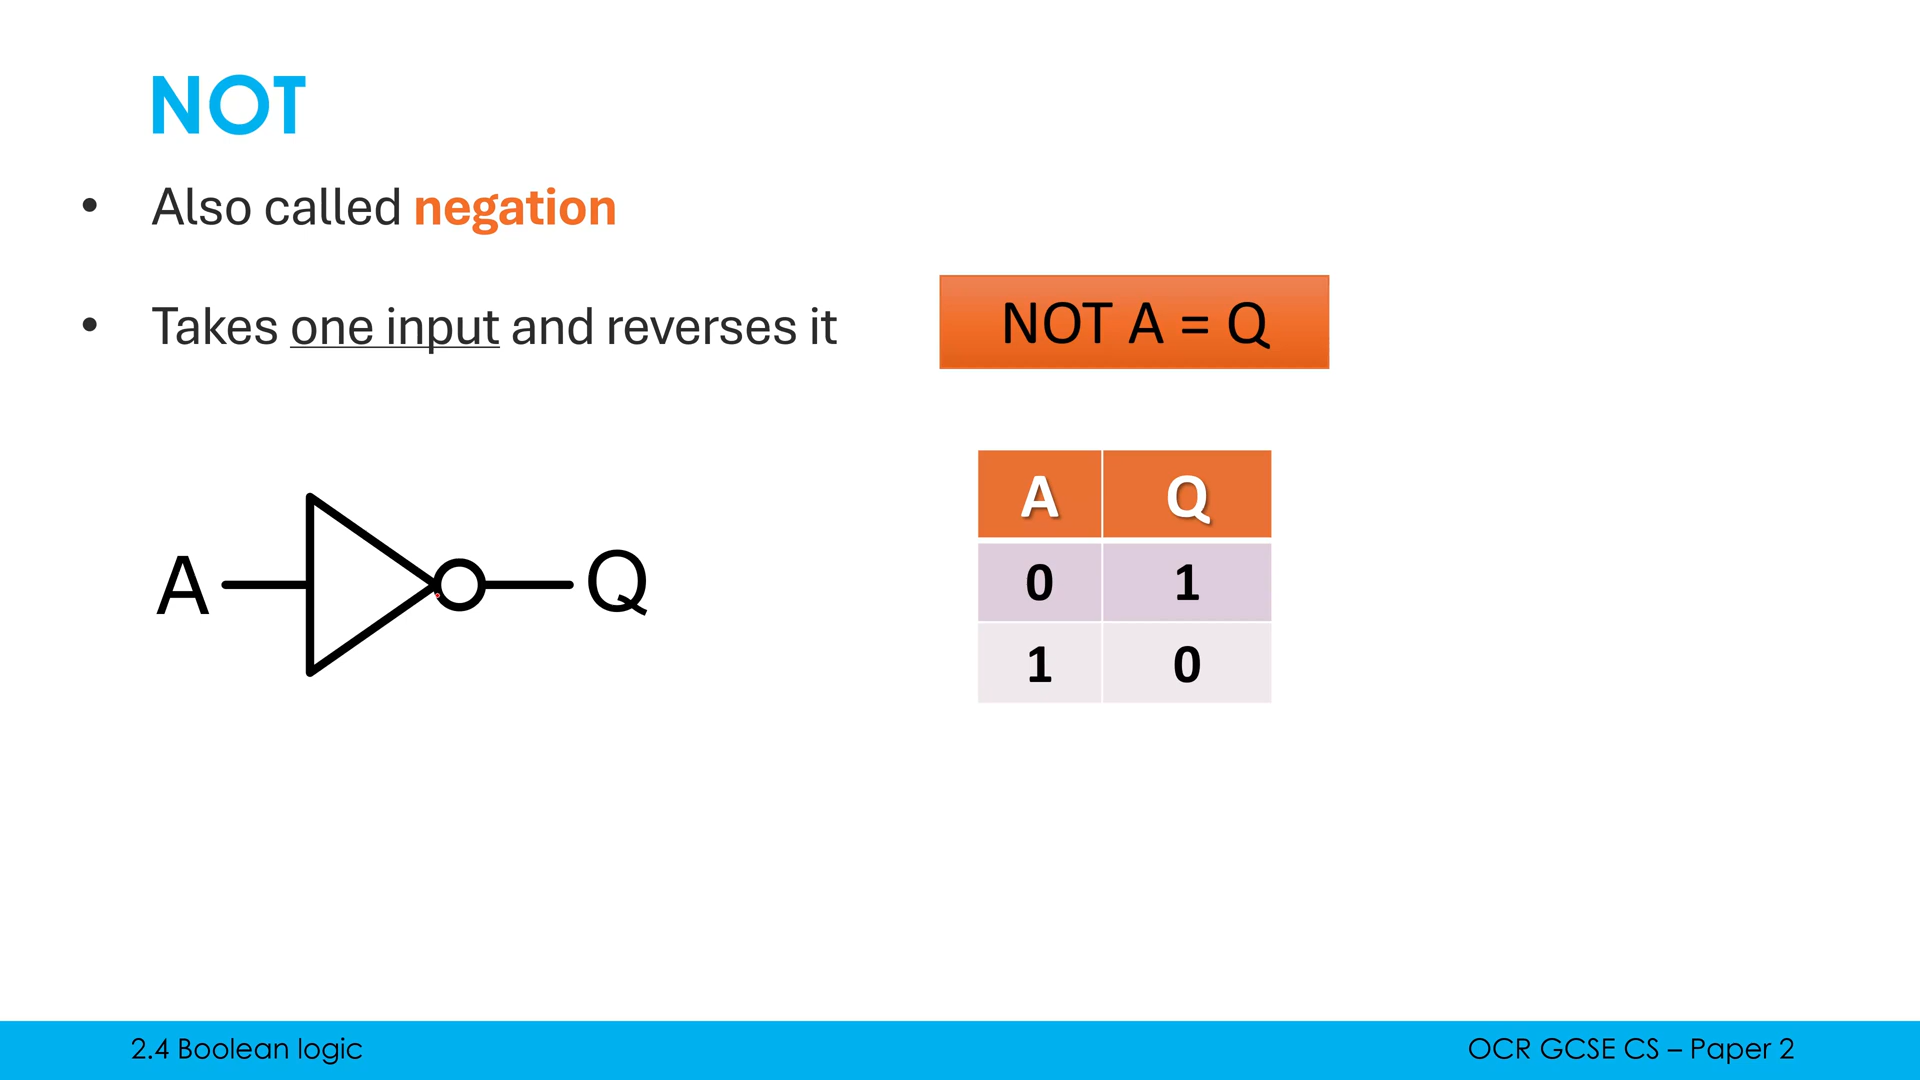 NOT
• Also called negation
• Takes one input and reverses it
NOT A = Q
A Q
A Q
0 1
1 0
2.4 Boolean logic
OCR GCSE CS – Paper 2